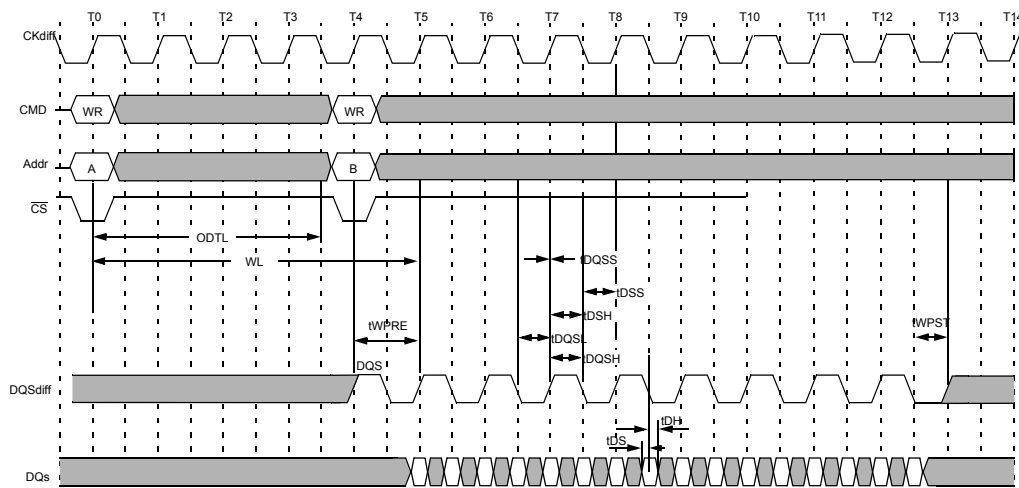 T0 T1 T2 T3 T4 T5 T6 T7 T8 T9 T10 T11 T12 T13 T14
CKdiff
CMD WR WR
Addr A B
CS
ODTL
WL tDQSS
tDSS
tDSH
tWPRE tDQSL tWPST
DQS tDQSH
DQSdiff
tDH
tDS
DQs